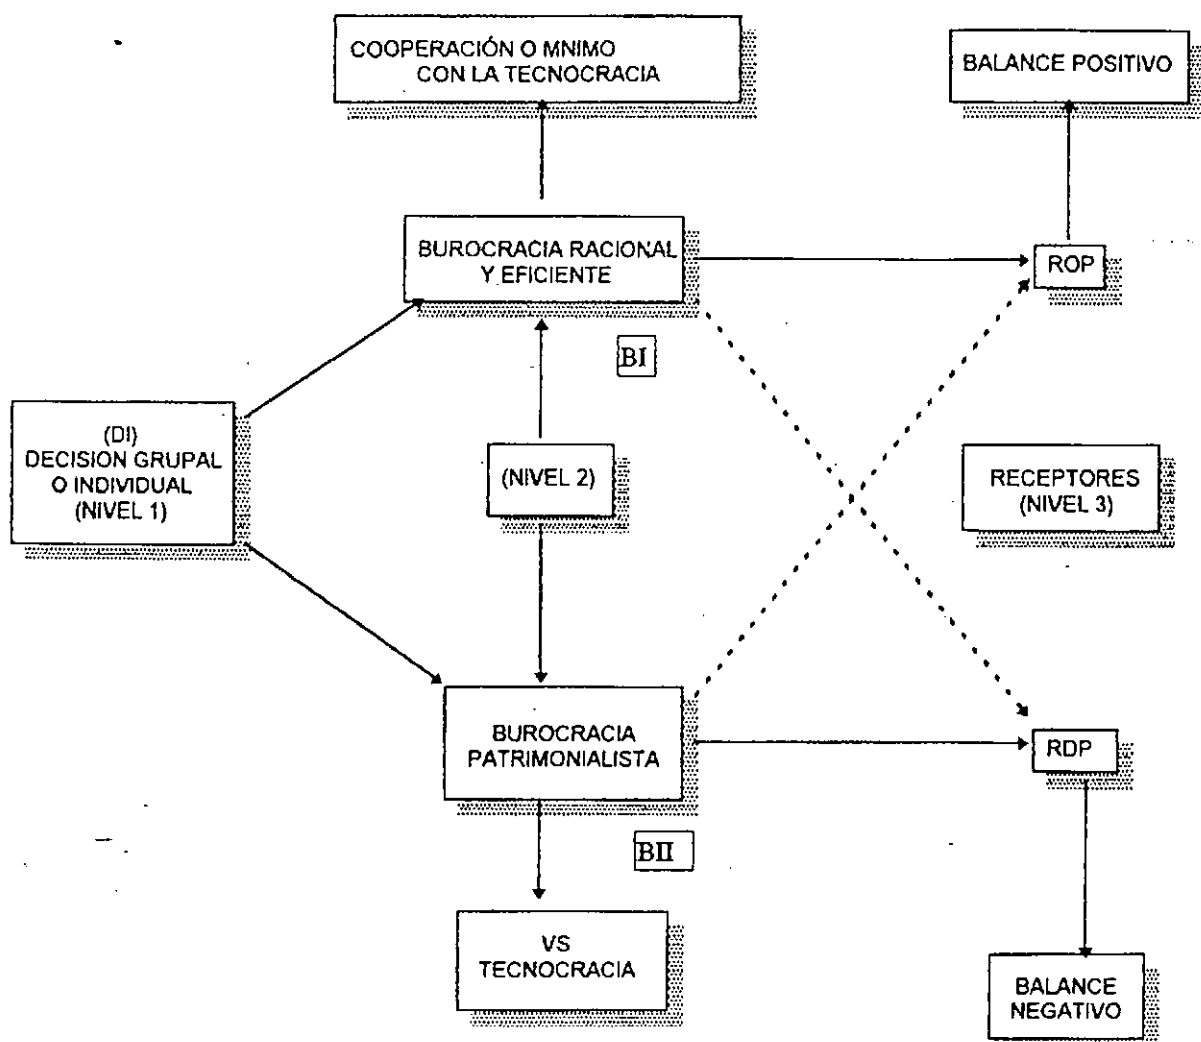 COOPERACIÓN O MNIMO
CON LA TECNOCRACIA
BALANCE POSITIVO
BUROCRACIA RACIONAL
Y EFICIENTE
ROP
BI
(DI)
DECISION GRUPAL
O INDIVIDUAL
(NIVEL 1)
(NIVEL 2)
RECEPTORES
(NIVEL 3)
BUROCRACIA
PATRIMONIALISTA
RDP
BII
VS
TECNOCRACIA
BALANCE
NEGATIVO